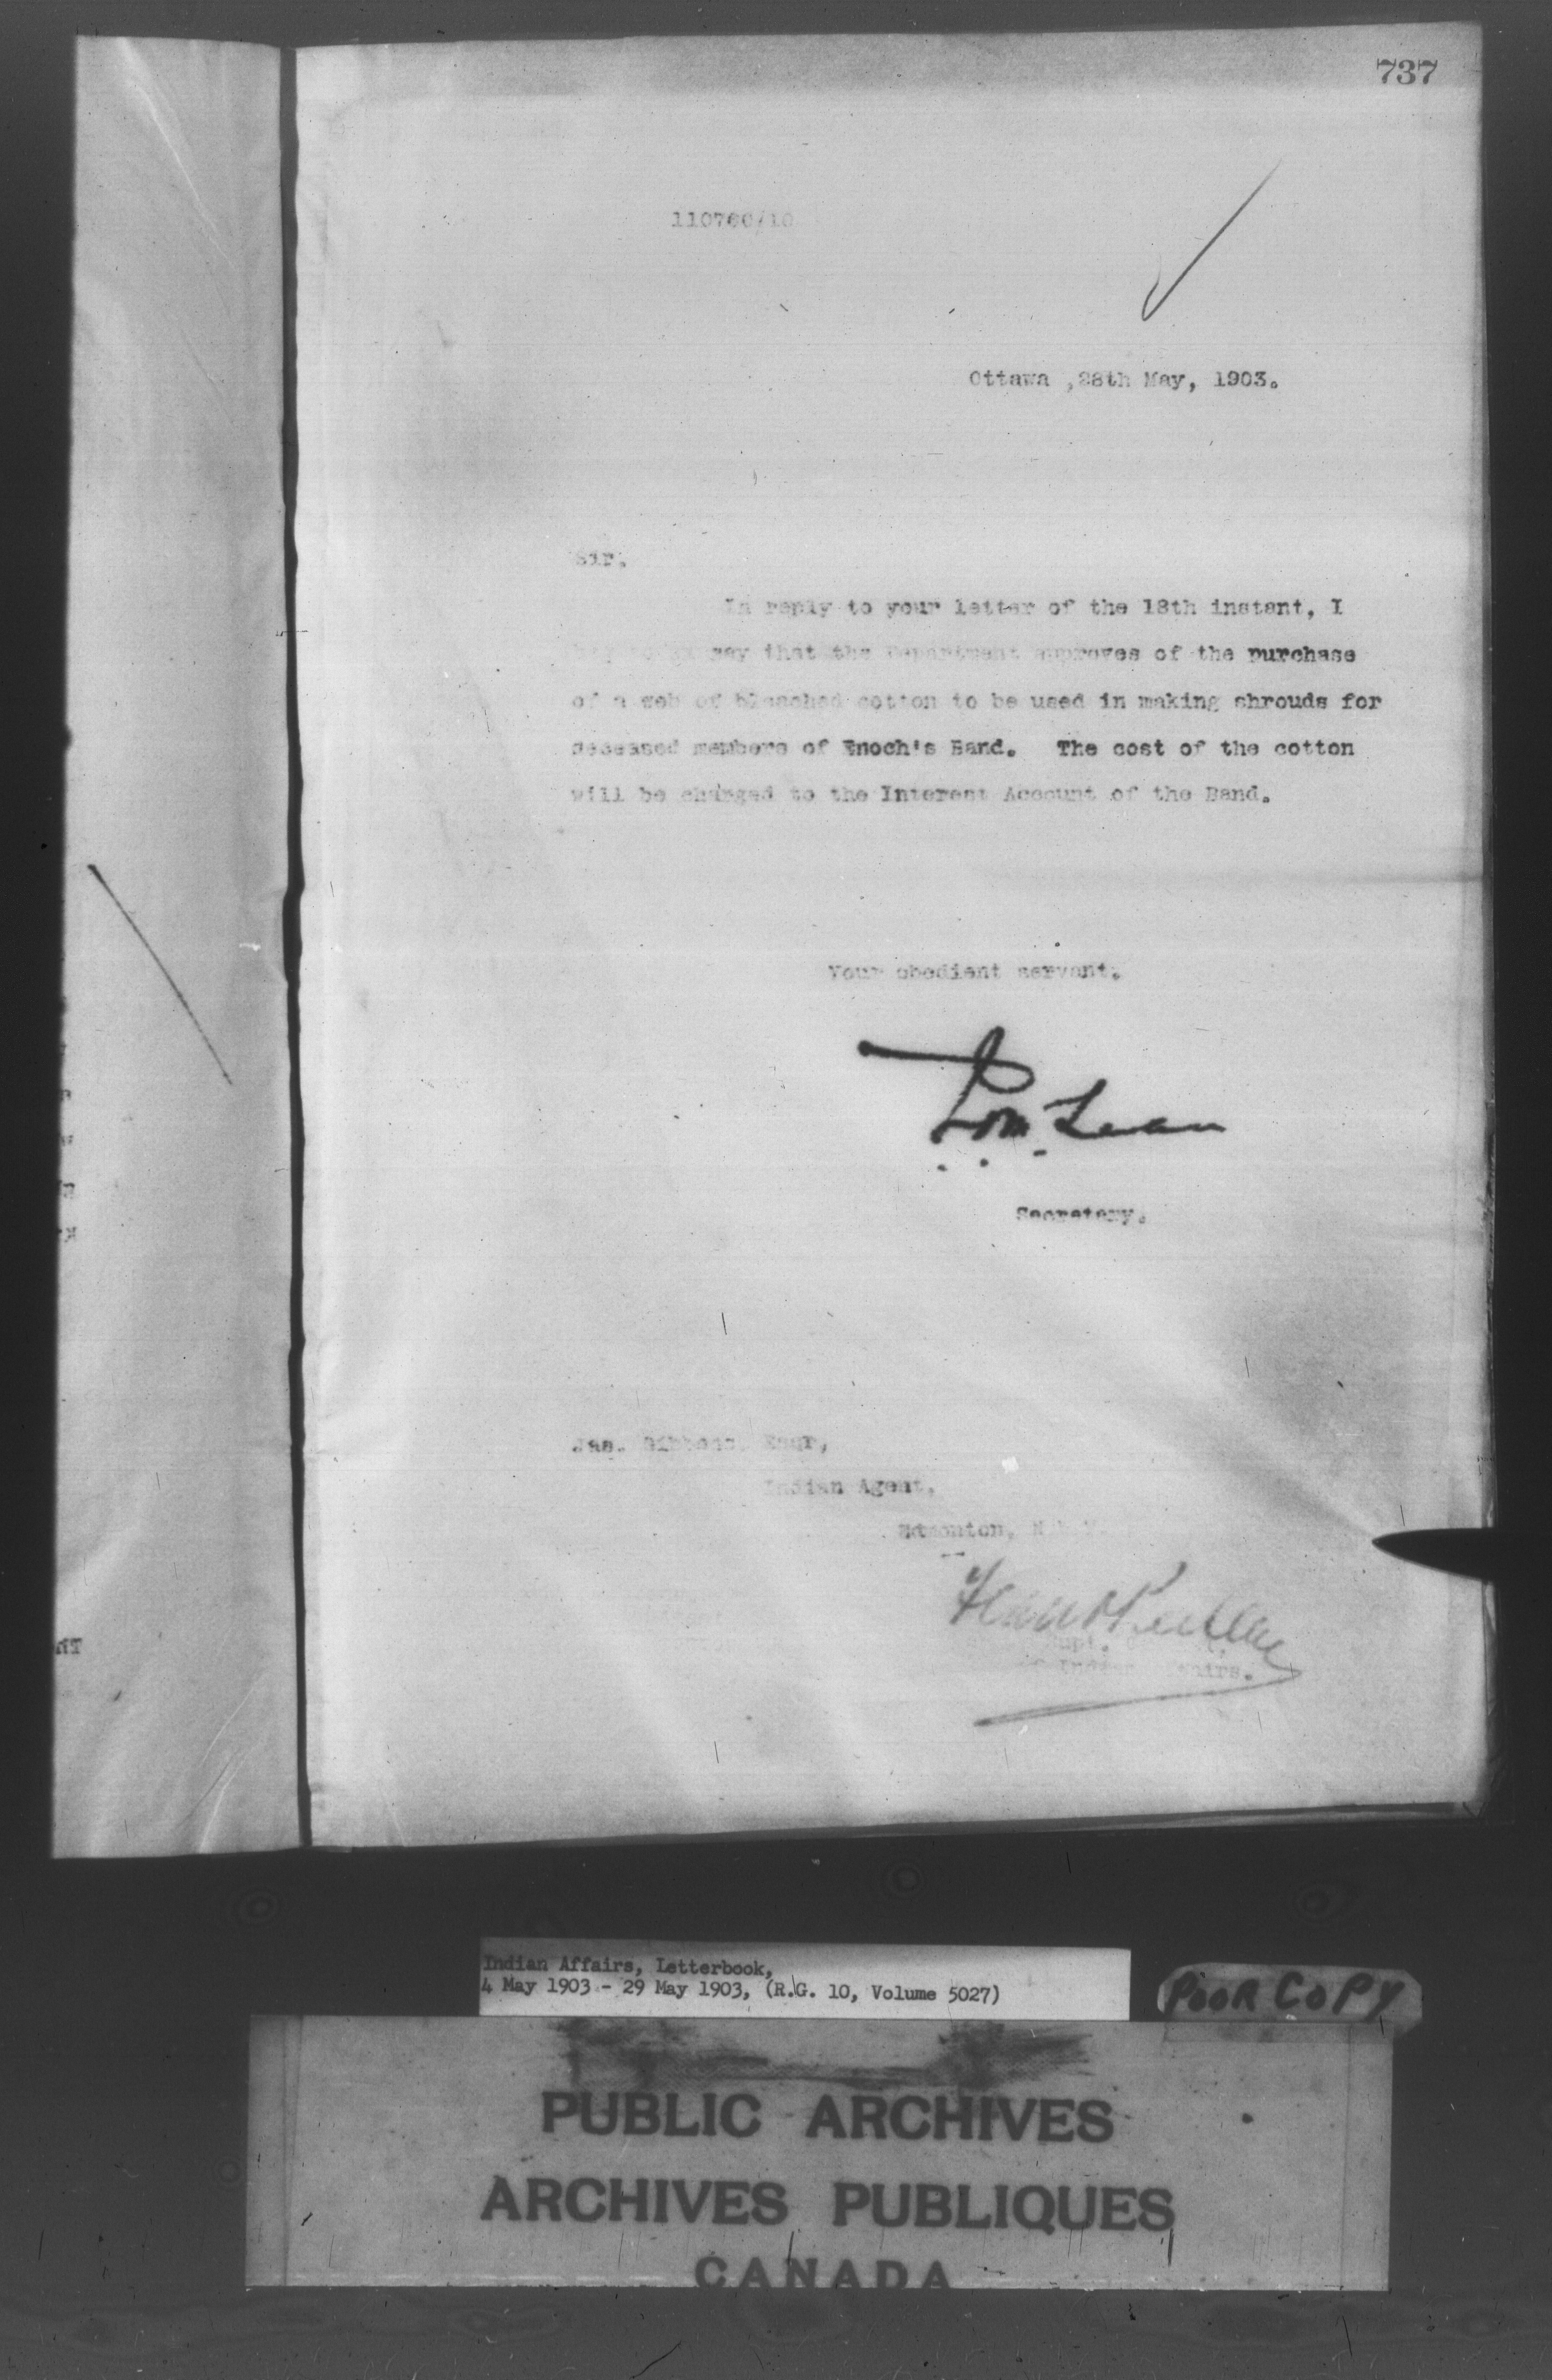 737
Ottawa ,28th May, 1903.
Sir,
In reply to your letter of the 18th instant, I
say that the Department approves of the purchase
of a web of bleached cotton to be used in making shrouds for
deceased members of Enoch's Band. The cost of the cotton
will be charged to the Interest Account of the Band.
Your obedient servant,
Secretary.
Jas. Gibbons, Esqr,
Indian Agent,
Edmonton, N.W.T.
Indian Affairs, Letterbook,
4 May 1903 - 29 May 1903, (R.G. 10, Volume 5027)
POOR COPY
PUBLIC ARCHIVES
ARCHIVES PUBLIQUES
CANADA